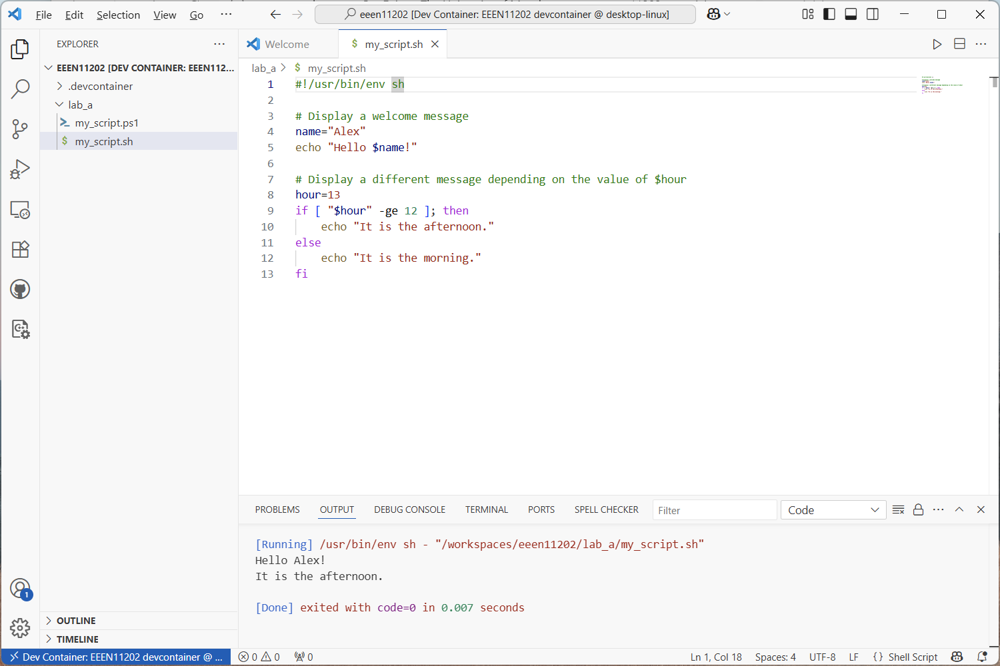 File Edit Selection View Go ···
eeen11202 [Dev Container: EEEN11202 devcontainer @ desktop-linux]
EXPLORER ···
EEEN11202 [DEV CONTAINER: EEEN112...
.devcontainer
lab_a
my_script.ps1
$ my_script.sh
OUTLINE
TIMELINE
Welcome
$ my_script.sh
lab_a > $ my_script.sh
1 #!/usr/bin/env sh
2
3 # Display a welcome message
4 name="Alex"
5 echo "Hello $name!"
6
7 # Display a different message depending on the value of $hour
8 hour=13
9 if [ "$hour" -ge 12 ]; then
10 echo "It is the afternoon."
11 else
12 echo "It is the morning."
13 fi
PROBLEMS OUTPUT DEBUG CONSOLE TERMINAL PORTS SPELL CHECKER Filter Code
[Running] /usr/bin/env sh - "/workspaces/eeen11202/lab_a/my_script.sh"
Hello Alex!
It is the afternoon.
[Done] exited with code=0 in 0.007 seconds
1
Dev Container: EEEN11202 devcontainer @ ... 0 0 0 Ln 1, Col 18 Spaces: 4 UTF-8 LF {} Shell Script